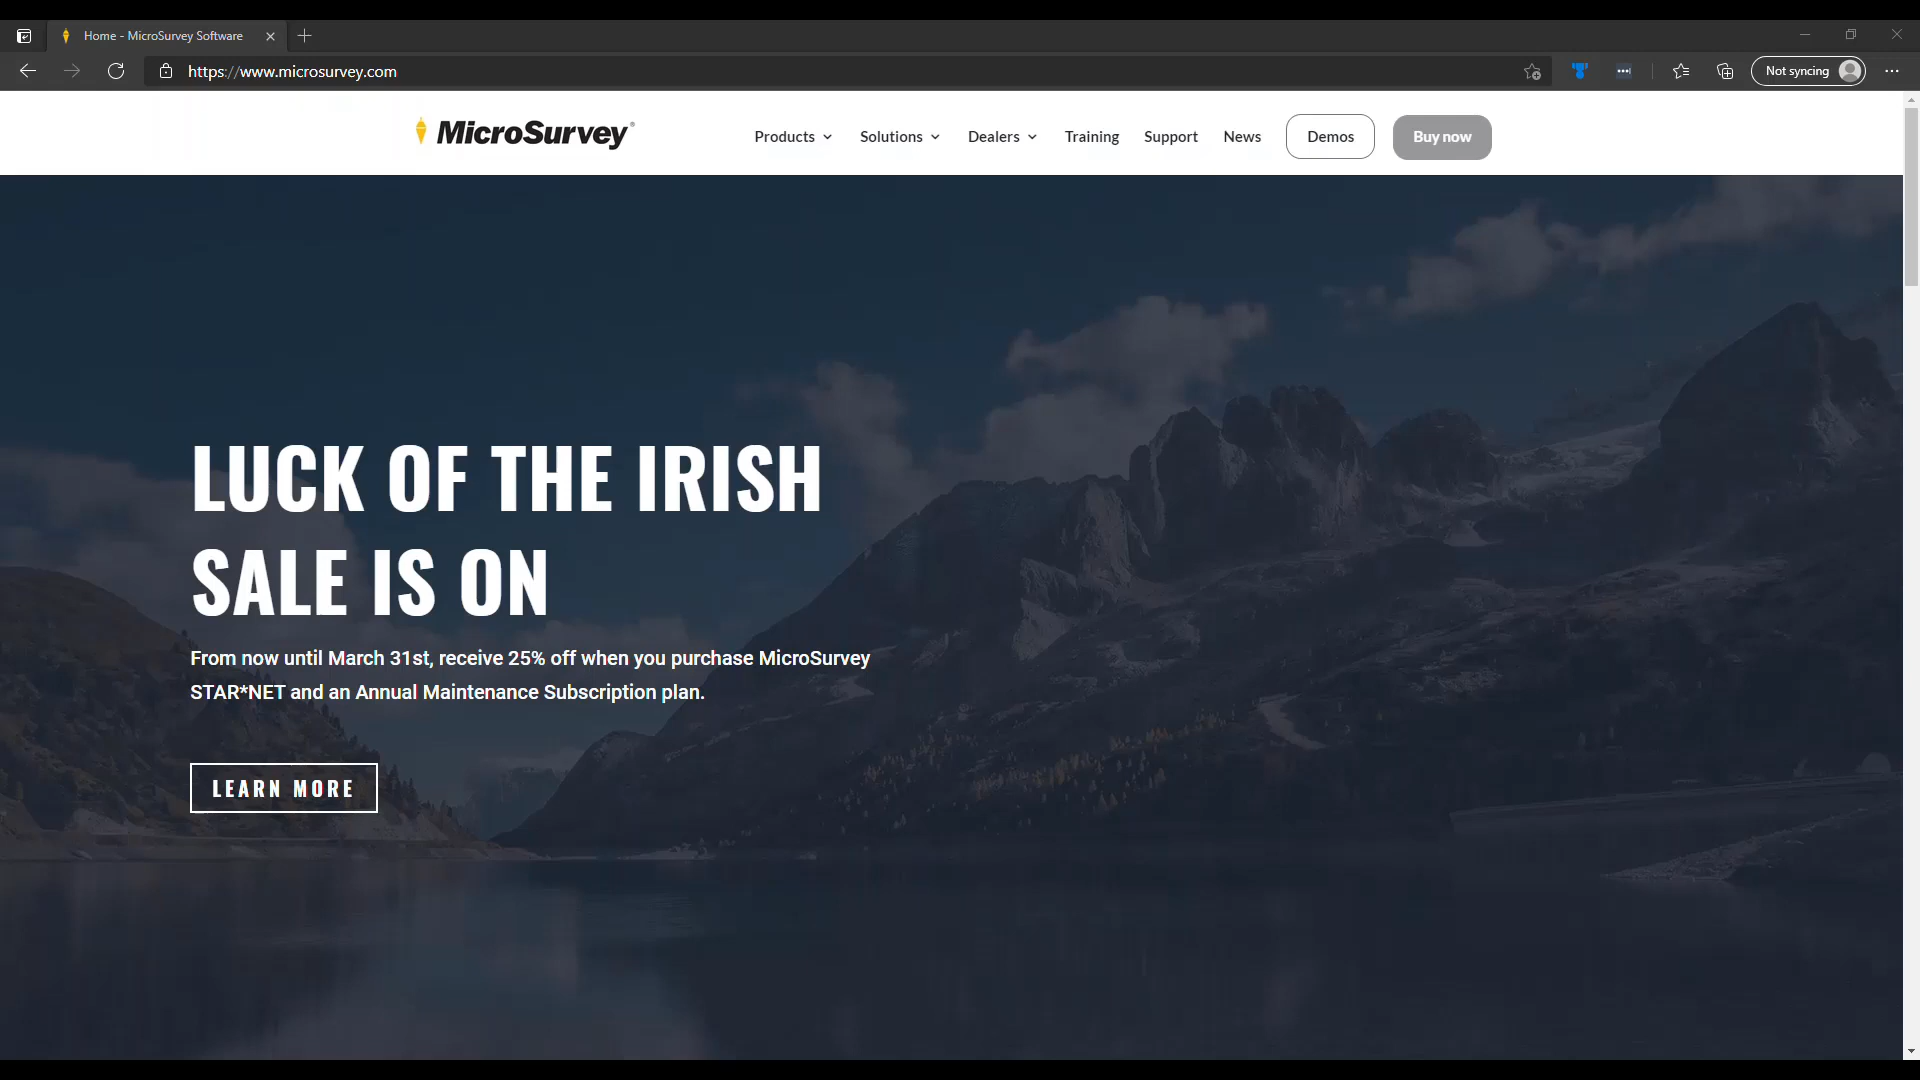 Home - MicroSurvey Software
https://www.microsurvey.com
Not syncing
MicroSurvey®
Products
Solutions
Dealers
Training
Support
News
Demos
Buy now
LUCK OF THE IRISH
SALE IS ON
From now until March 31st, receive 25% off when you purchase MicroSurvey
STAR*NET and an Annual Maintenance Subscription plan.
LEARN MORE